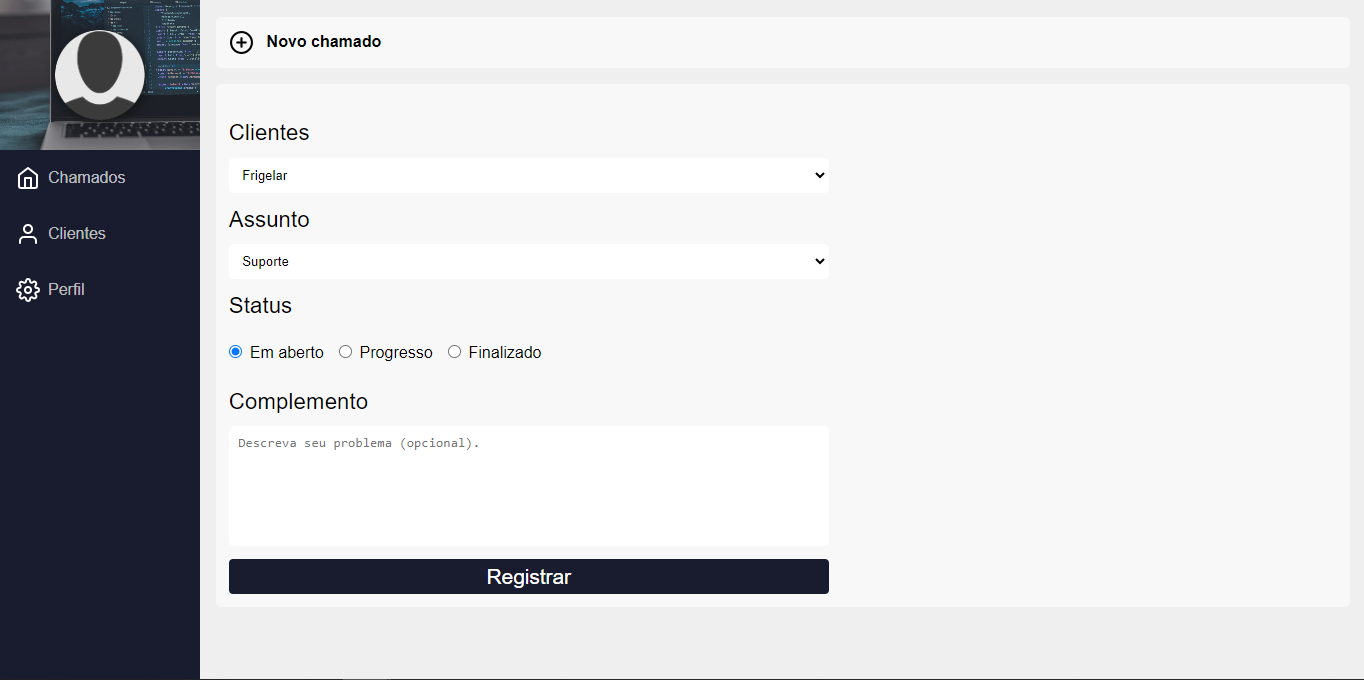 Novo chamado
Chamados
Clientes
Perfil
Clientes
Frigelar
Assunto
Suporte
Status
Em aberto Progresso Finalizado
Complemento
Descreva seu problema (opcional).
Registrar